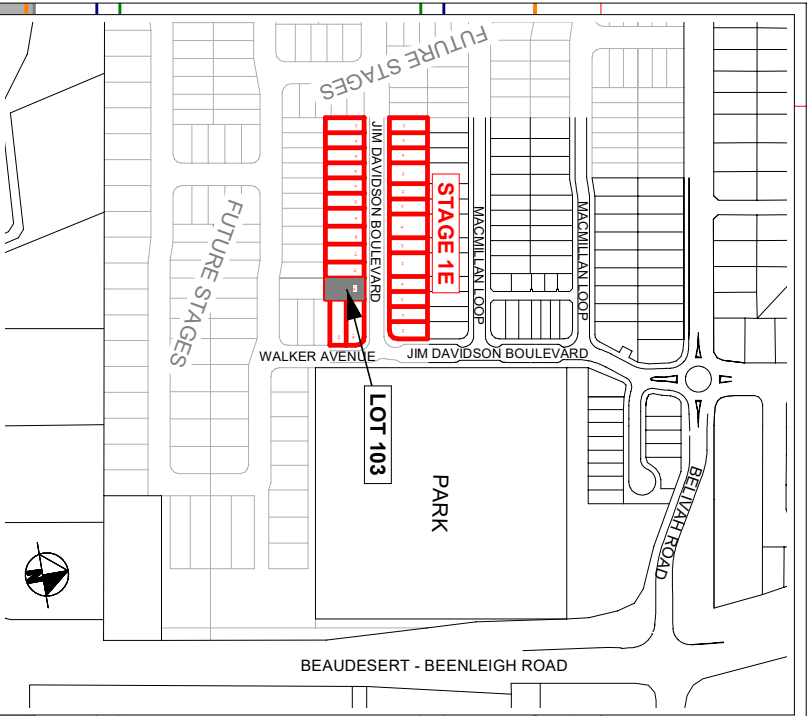 FUTURE STAGES
JIM DAVIDSON BOULEVARD
STAGE 1E
MACMILLAN LOOP
MACMILLAN LOOP
FUTURE STAGES
WALKER AVENUE
JIM DAVIDSON BOULEVARD
LOT 103
PARK
BELIVAH ROAD
N
BEAUDESERT - BEENLEIGH ROAD